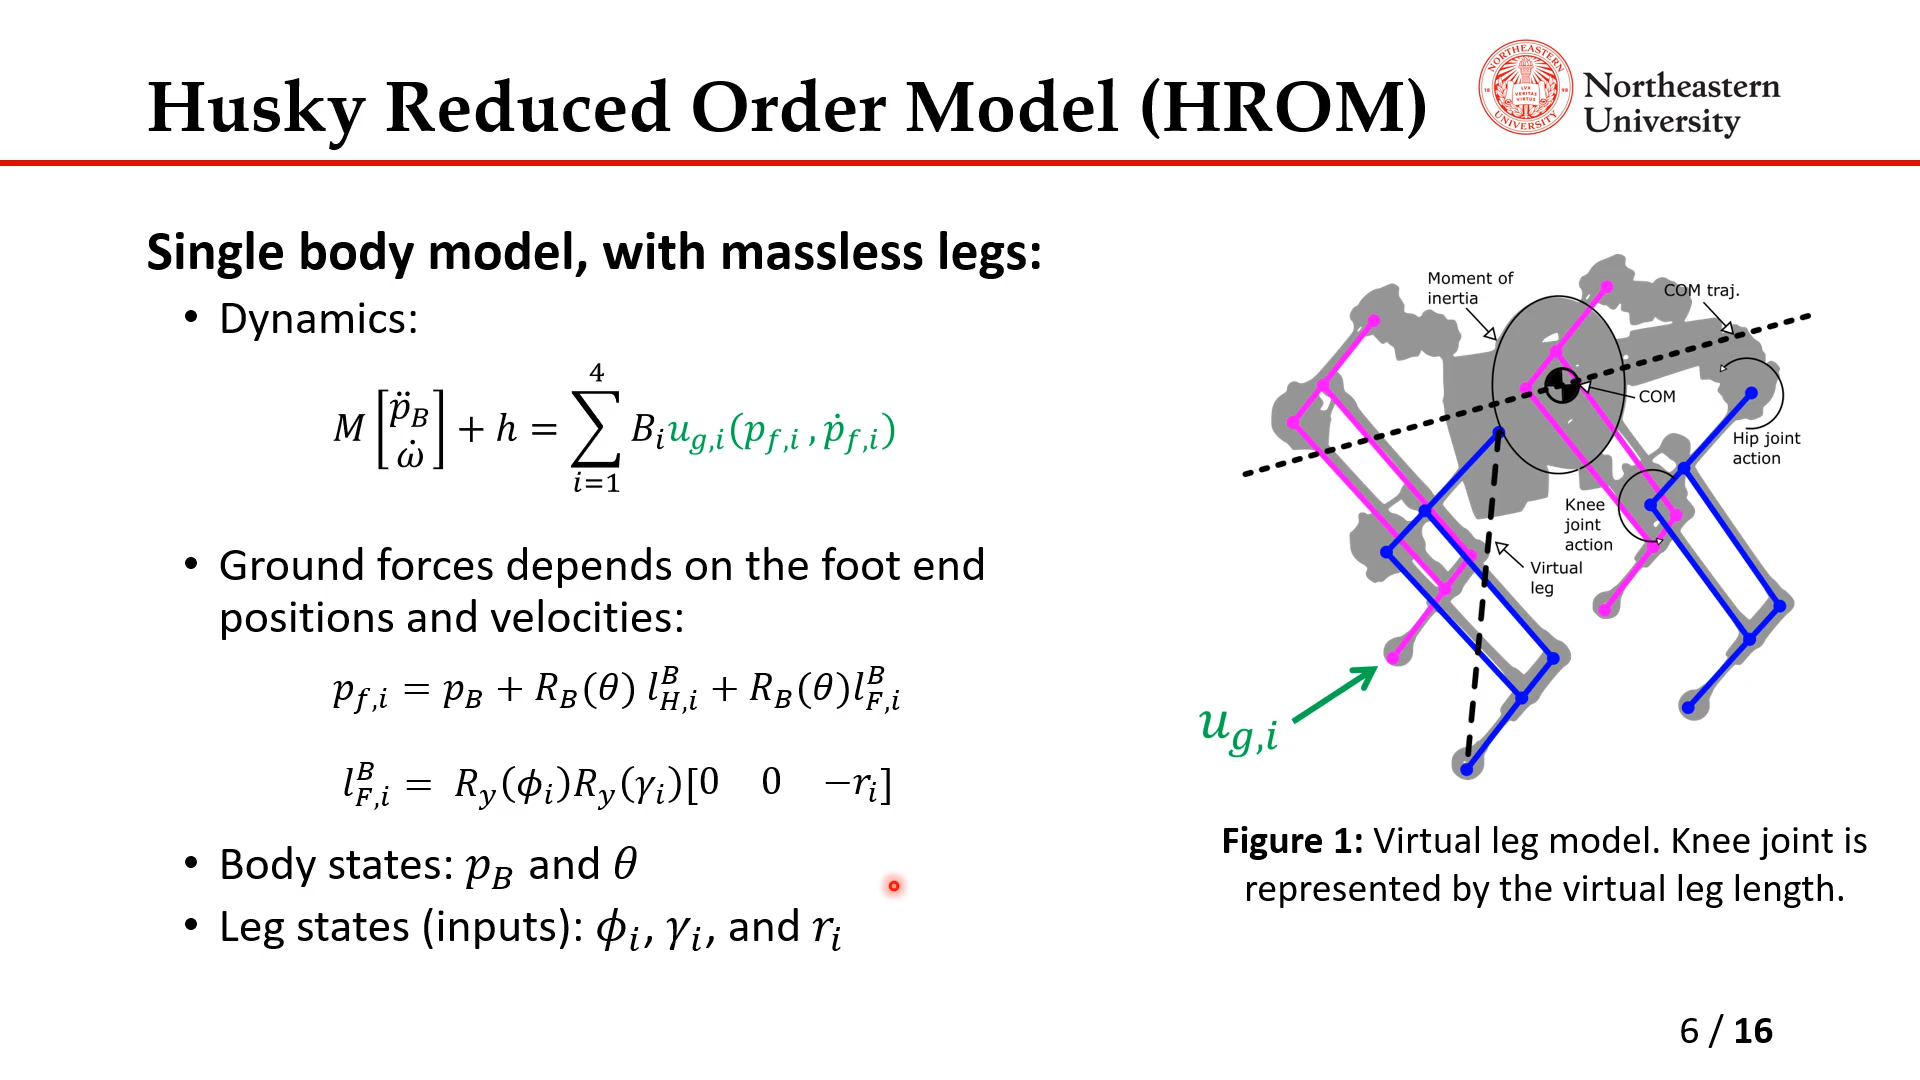 Husky Reduced Order Model (HROM)
Northeastern
University
Single body model, with massless legs:
• Dynamics:
M [p̈_B ω̇] + h = ∑_{i=1}^{4} B_i u_{g,i}(p_{f,i} , ṗ_{f,i})
• Ground forces depends on the foot end
positions and velocities:
p_{f,i} = p_B + R_B(θ) l^B_{H,i} + R_B(θ)l^B_{F,i}
l^B_{F,i} = R_y(ϕ_i)R_y(γ_i)[0 0 −r_i]
• Body states: p_B and θ
• Leg states (inputs): ϕ_i, γ_i, and r_i
Moment of
inertia
COM traj.
COM
Hip joint
action
Knee
joint
action
Virtual
leg
u_{g,i}
Figure 1: Virtual leg model. Knee joint is
represented by the virtual leg length.
6 / 16